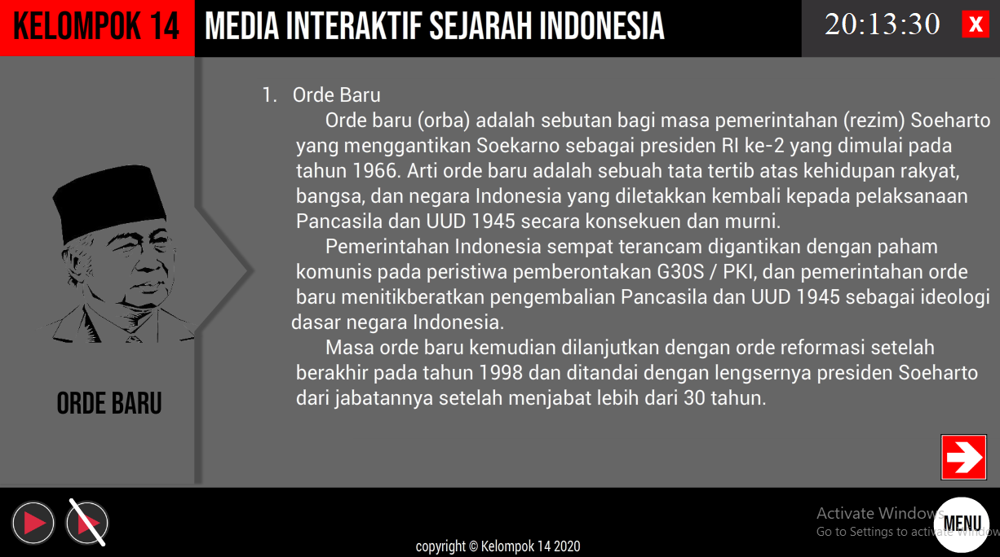 KELOMPOK 14
MEDIA INTERAKTIF SEJARAH INDONESIA
20:13:30
X
1. Orde Baru
Orde baru (orba) adalah sebutan bagi masa pemerintahan (rezim) Soeharto
yang menggantikan Soekarno sebagai presiden RI ke-2 yang dimulai pada
tahun 1966. Arti orde baru adalah sebuah tata tertib atas kehidupan rakyat,
bangsa, dan negara Indonesia yang diletakkan kembali kepada pelaksanaan
Pancasila dan UUD 1945 secara konsekuen dan murni.
Pemerintahan Indonesia sempat terancam digantikan dengan paham
komunis pada peristiwa pemberontakan G30S / PKI, dan pemerintahan orde
baru menitikberatkan pengembalian Pancasila dan UUD 1945 sebagai ideologi
dasar negara Indonesia.
Masa orde baru kemudian dilanjutkan dengan orde reformasi setelah
berakhir pada tahun 1998 dan ditandai dengan lengsernya presiden Soeharto
dari jabatannya setelah menjabat lebih dari 30 tahun.
ORDE BARU
Activate Windows
Go to Settings to activate Window
MENU
copyright © Kelompok 14 2020